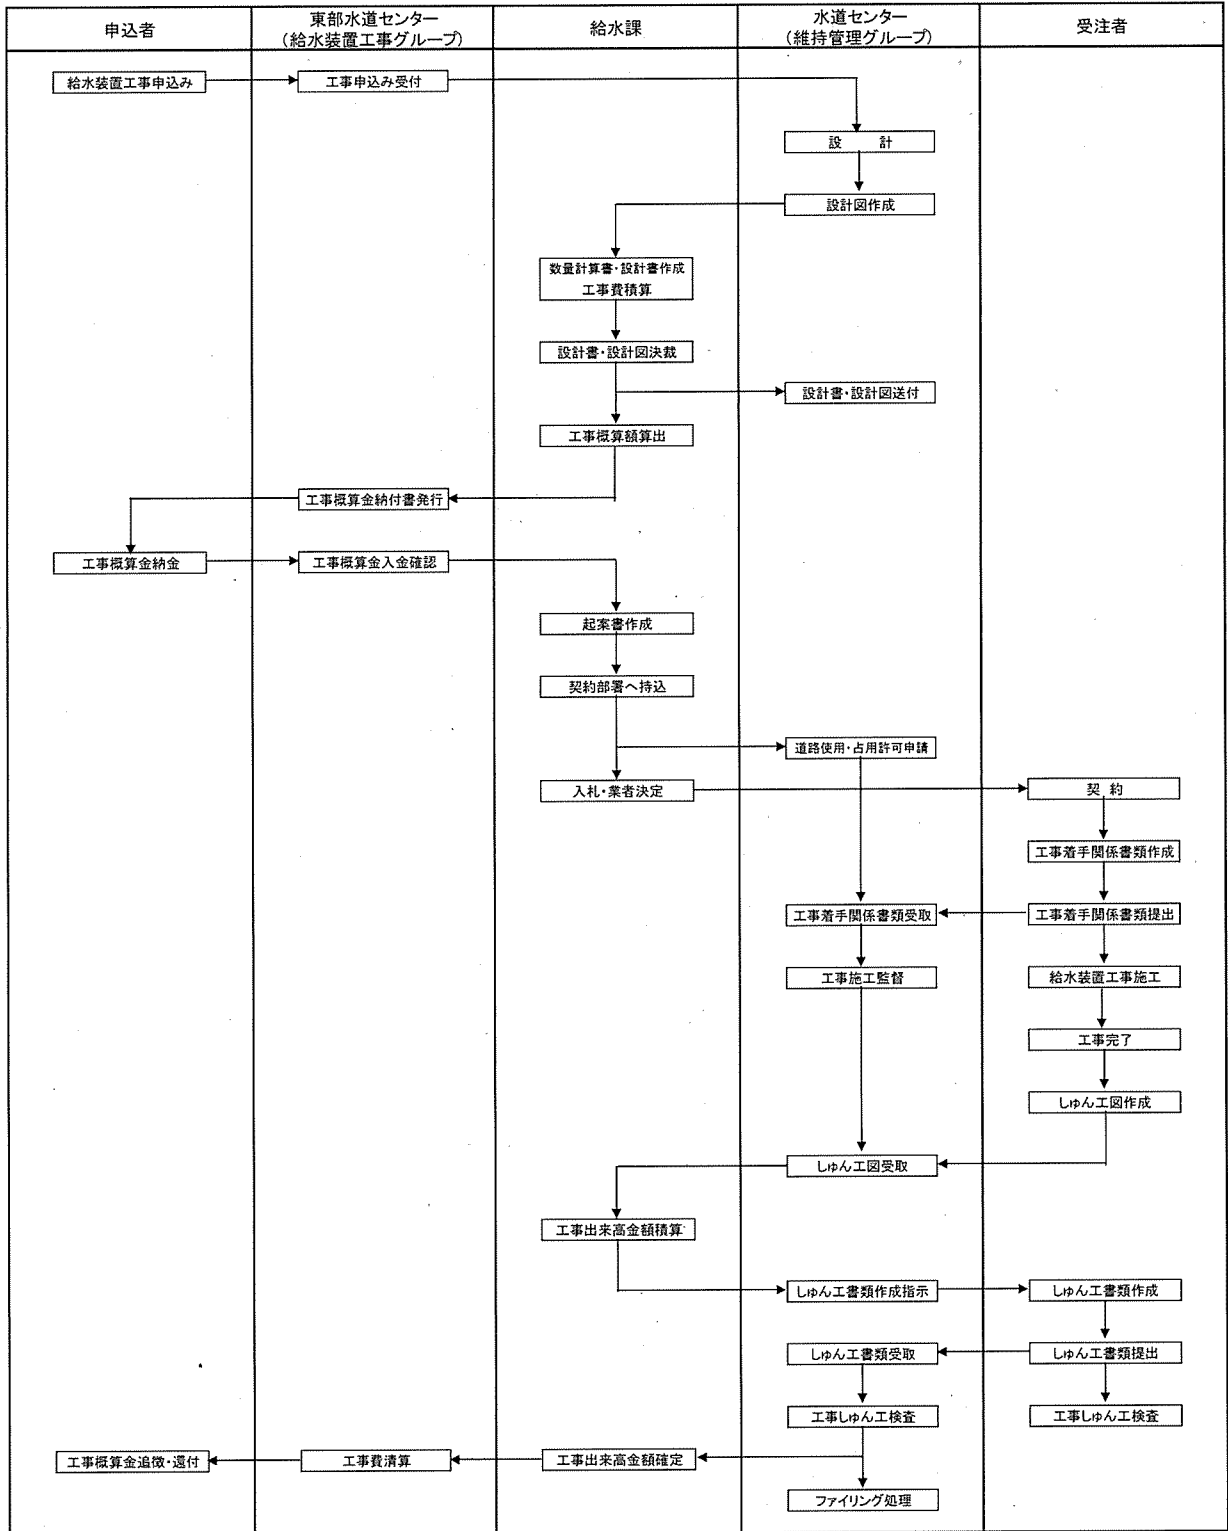 申込者
東部水道センター
(給水装置工事グループ)
給水課
水道センター
(維持管理グループ)
受注者
給水装置工事申込み
工事申込み受付
設　　計
設計図作成
数量計算書・設計書作成
工事費積算
設計書・設計図決裁
設計書・設計図送付
工事概算額算出
工事概算金納付書発行
工事概算金納金
工事概算金入金確認
起案書作成
契約部署へ持込
道路使用・占用許可申請
入札・業者決定
契　約
工事着手関係書類作成
工事着手関係書類受取
工事着手関係書類提出
工事施工監督
給水装置工事施工
工事完了
しゅん工図作成
しゅん工図受取
工事出来高金額積算
しゅん工書類作成指示
しゅん工書類作成
しゅん工書類受取
しゅん工書類提出
工事しゅん工検査
工事しゅん工検査
工事概算金追徴・還付
工事費清算
工事出来高金額確定
ファイリング処理